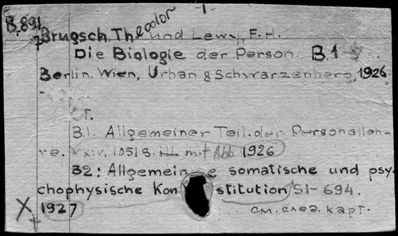 B.891 1.
Brugsch, Theodor und Lewy, F.H.
Die Biologie der Person. B.1
Berlin. Wien, Urban & Schwarzenberg, 1926
-
T.
B1. Allgemeiner Teil der Personallehre. XIV, 1051 S. Ill. mit Abb 1926
B2: Allgemeine somatische und psychophysische Konstitution SI-694.
X. 1927
см. след. карт.